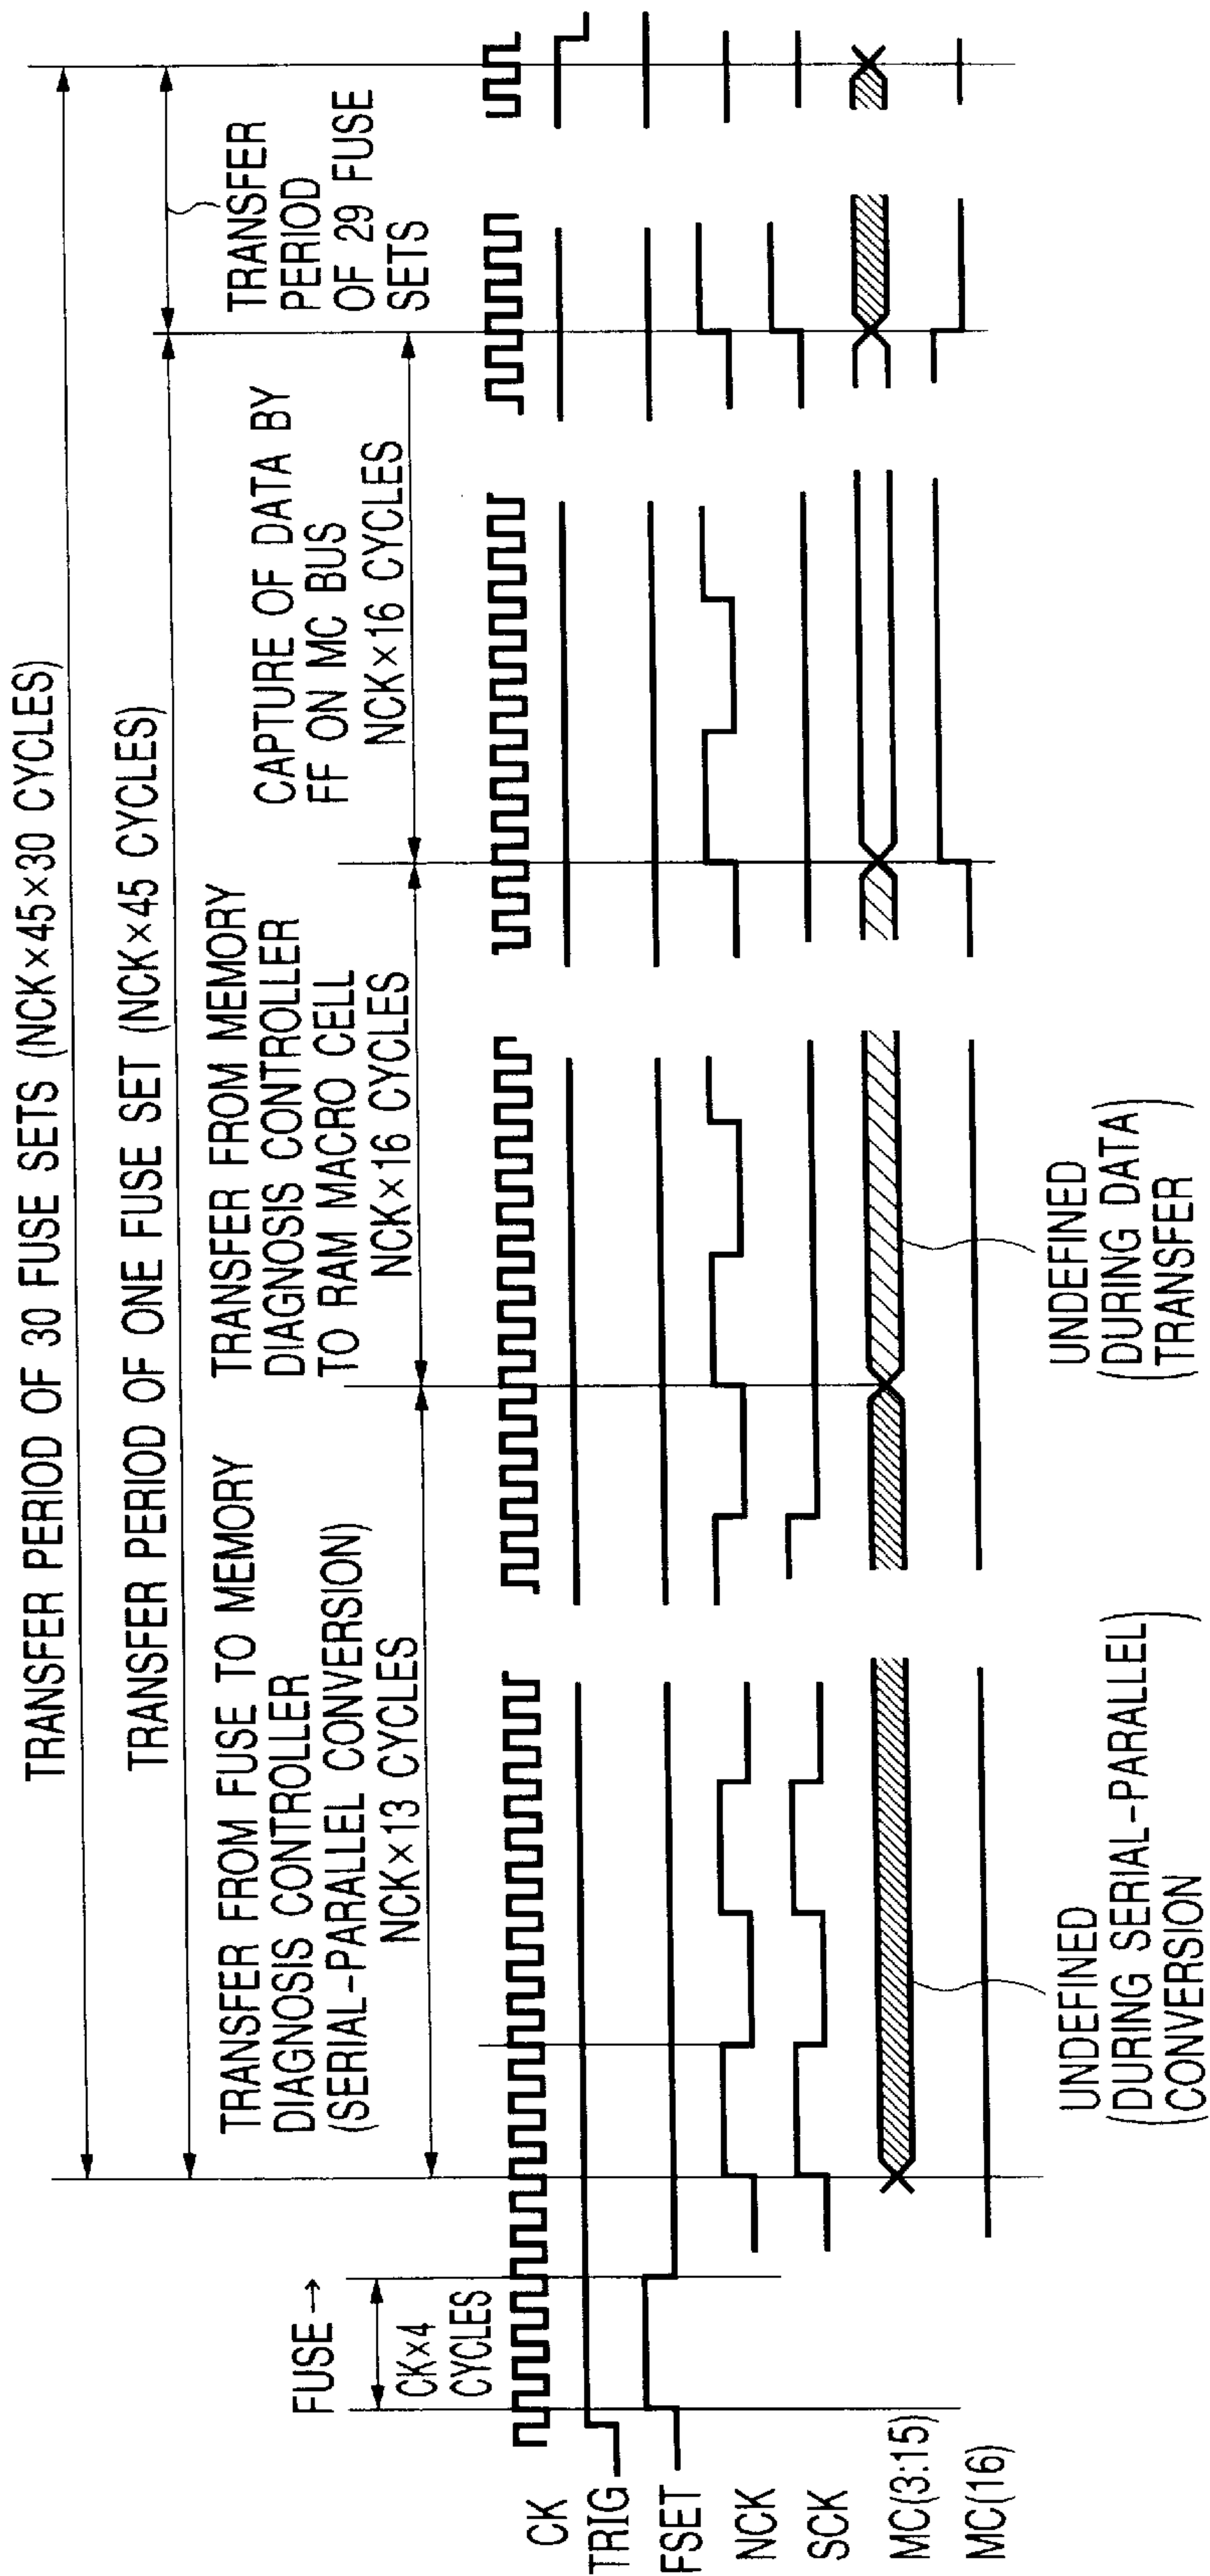 TRANSFER PERIOD OF 30 FUSE SETS (NCK×45×30 CYCLES)
TRANSFER PERIOD OF ONE FUSE SET (NCK×45 CYCLES)
TRANSFER
PERIOD
OF 29 FUSE
SETS
TRANSFER FROM FUSE TO MEMORY
DIAGNOSIS CONTROLLER
(SERIAL-PARALLEL CONVERSION)
NCK×13 CYCLES
TRANSFER FROM MEMORY
DIAGNOSIS CONTROLLER
TO RAM MACRO CELL
NCK×16 CYCLES
CAPTURE OF DATA BY
FF ON MC BUS
NCK×16 CYCLES
FUSE→
CK×4
CYCLES
CK
TRIG
FSET
NCK
SCK
MC(3:15)
MC(16)
UNDEFINED
(DURING SERIAL-PARALLEL)
CONVERSION
UNDEFINED
(DURING DATA)
TRANSFER